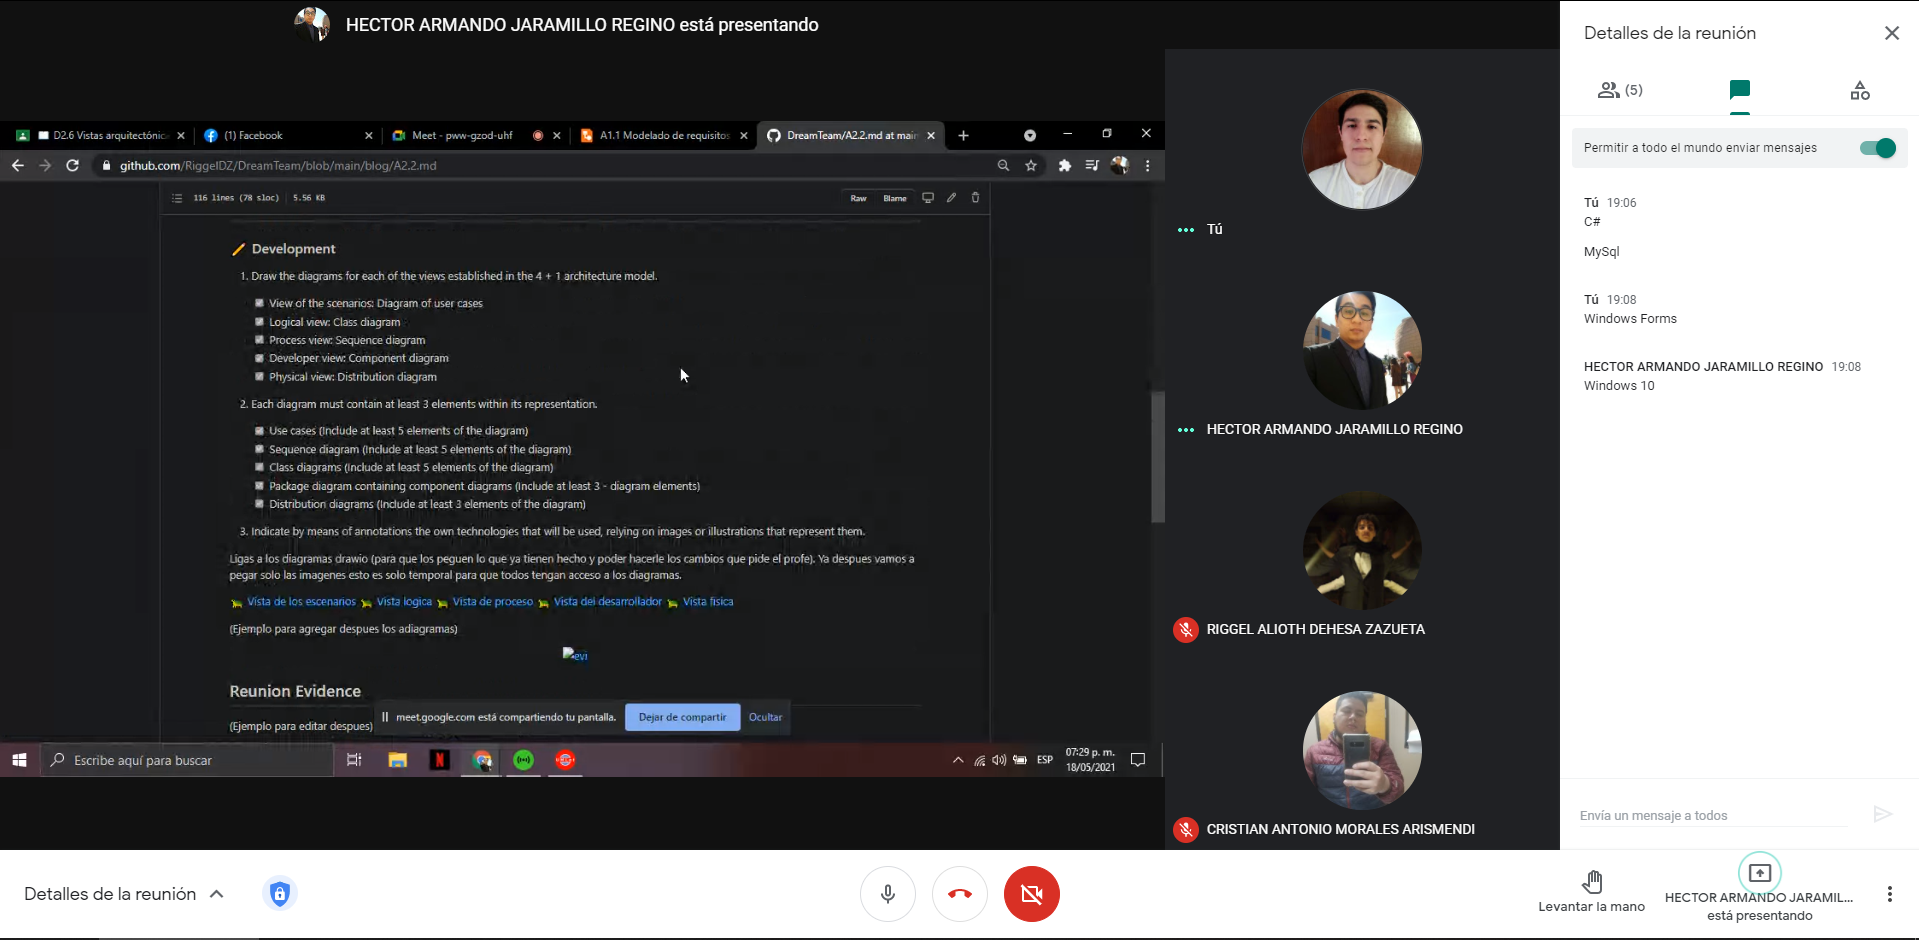 HECTOR ARMANDO JARAMILLO REGINO está presentando
D2.6 Vistas arquitectónic
(1) Facebook
Meet - pww-gzod-uhf
A1.1 Modelado de requisitos
DreamTeam/A2.2.md at mai
github.com/RiggelDZ/DreamTeam/blob/main/blog/A2.2.md
116 lines (78 sloc) 5.56 KB
Raw Blame
Development
1. Draw the diagrams for each of the views established in the 4 + 1 architecture model.
View of the scenarios: Diagram of user cases
Logical view: Class diagram
Process view: Sequence diagram
Developer view: Component diagram
Physical view: Distribution diagram
2. Each diagram must contain at least 3 elements within its representation.
Use cases (Include at least 5 elements of the diagram)
Sequence diagram (Include at least 5 elements of the diagram)
Class diagrams (Include at least 5 elements of the diagram)
Package diagram containing component diagrams (Include at least 3 - diagram elements)
Distribution diagrams (Include at least 3 elements of the diagram)
3. Indicate by means of annotations the own technologies that will be used, relying on images or illustrations that represent them.
Ligas a los diagramas drawio (para que los peguen lo que ya tienen hecho y poder hacerle los cambios que pide el profe). Ya despues vamos a
pegar solo las imagenes esto es solo temporal para que todos tengan acceso a los diagramas.
Vista de los escenarios Vista logica Vista de proceso Vista del desarrollador Vista fisica
(Ejemplo para agregar despues los adiagramas)
evi
Reunion Evidence
(Ejemplo para editar despues)
meet.google.com está compartiendo tu pantalla.
Dejar de compartir
Ocultar
Escribe aquí para buscar
ESP
07:29 p. m.
18/05/2021
Tú
HECTOR ARMANDO JARAMILLO REGINO
RIGGEL ALIOTH DEHESA ZAZUETA
CRISTIAN ANTONIO MORALES ARISMENDI
Detalles de la reunión
(5)
Permitir a todo el mundo enviar mensajes
Tú 19:06
C#
MySql
Tú 19:08
Windows Forms
HECTOR ARMANDO JARAMILLO REGINO 19:08
Windows 10
Envía un mensaje a todos
Detalles de la reunión
Levantar la mano
HECTOR ARMANDO JARAMIL...
está presentando